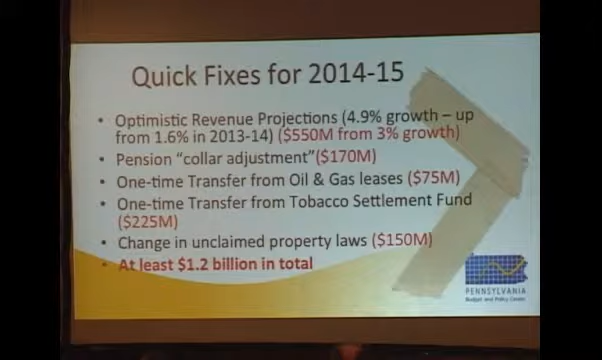 Quick Fixes for 2014-15
• Optimistic Revenue Projections (4.9% growth – up
from 1.6% in 2013-14) ($550M from 3% growth)
• Pension “collar adjustment”($170M)
• One-time Transfer from Oil & Gas leases ($75M)
• One-time Transfer from Tobacco Settlement Fund
($225M)
• Change in unclaimed property laws ($150M)
• At least $1.2 billion in total
PENNSYLVANIA
Budget and Policy Center